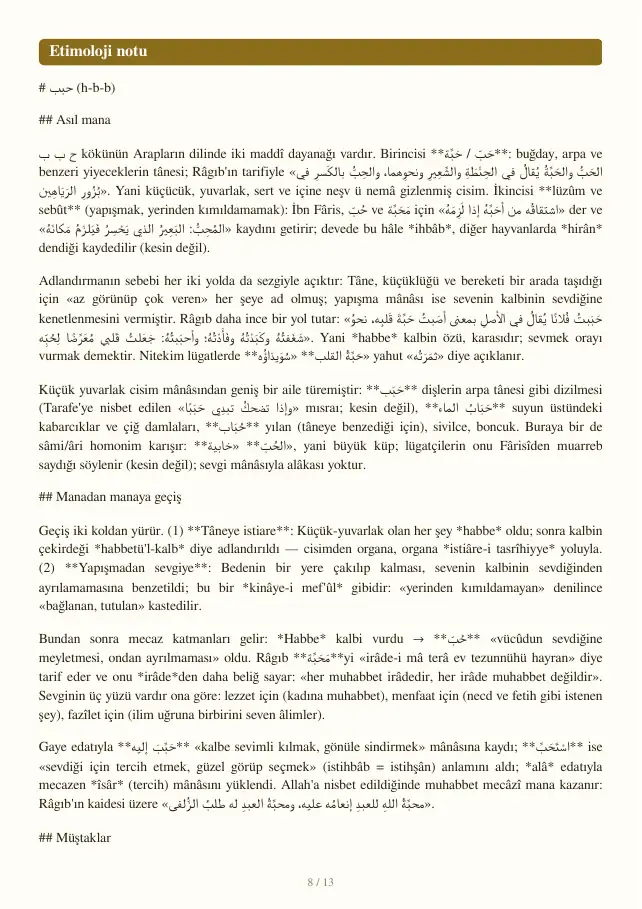 Etimoloji notu
# حبب (h-b-b)
## Asıl mana
ح ب ب kökünün Arapların dilinde iki maddî dayanağı vardır. Birincisi **حَبّ / حَبَّة**: buğday, arpa ve
benzeri yiyeceklerin tânesi; Râgıb'ın tarifiyle «الحَبُّ والحَبَّةُ يُقالُ في الحِنْطَةِ والشَّعِيرِ ونحوِهما، والحِبُّ بالكَسرِ في
بُزُورِ الرِّيَاحِينِ». Yani küçücük, yuvarlak, sert ve içine neşv ü nemâ gizlenmiş cisim. İkincisi **lüzûm ve
sebût** (yapışmak, yerinden kımıldamamak): İbn Fâris, حُبّ ve مَحَبَّة için «اشتقاقُه من أَحَبَّهُ إذا لَزِمَهُ» der ve
«المُحِبُّ: البَعِيرُ الذي يَحْسِرُ فيَلزَمُ مَكانَهُ» kaydını getirir; devede bu hâle *ihbâb*, diğer hayvanlarda *hirân*
dendiği kaydedilir (kesin değil).
Adlandırmanın sebebi her iki yolda da sezgiyle açıktır: Tâne, küçüklüğü ve bereketi bir arada taşıdığı
için «az görünüp çok veren» her şeye ad olmuş; yapışma mânâsı ise sevenin kalbinin sevdiğine
kenetlenmesini vermiştir. Râgıb daha ince bir yol tutar: «حَبَبتُ فُلانًا يُقالُ في الأصلِ بمعنى أَصَبتُ حَبَّةَ قَلبِه، نحوُ
شَغَفتُهُ وكَبَدْتُهُ وفَأَدْتُهُ؛ وأَحبَبتُهُ: جَعلتُ قلبي مُعَرَّضًا لِحُبِّه». Yani *habbe* kalbin özü, karasıdır; sevmek orayı
vurmak demektir. Nitekim lügatlerde **حَبَّةُ القلب** «سُوَيداؤُه» yahut «ثَمَرَتُه» diye açıklanır.
Küçük yuvarlak cisim mânâsından geniş bir aile türemiştir: **حَبَب** dişlerin arpa tânesi gibi dizilmesi
(Tarafe'ye nisbet edilen «وإذا تضحكُ تبدي حَبَبًا» mısraı; kesin değil), **حَبَابُ الماء** suyun üstündeki
kabarcıklar ve çiğ damlaları, **حُبَاب** yılan (tâneye benzediği için), sivilce, boncuk. Buraya bir de
sâmi/âri homonim karışır: **الحُبّ** «خابية», yani büyük küp; lügatçilerin onu Fârisîden muarreb
saydığı söylenir (kesin değil); sevgi mânâsıyla alâkası yoktur.
## Manadan manaya geçiş
Geçiş iki koldan yürür. (1) **Tâneye istiare**: Küçük-yuvarlak olan her şey *habbe* oldu; sonra kalbin
çekirdeği *habbetü'l-kalb* diye adlandırıldı — cisimden organa, organa *istiâre-i tasrîhiyye* yoluyla.
(2) **Yapışmadan sevgiye**: Bedenin bir yere çakılıp kalması, sevenin kalbinin sevdiğinden
ayrılamamasına benzetildi; bu bir *kinâye-i mef'ûl* gibidir: «yerinden kımıldamayan» denilince
«bağlanan, tutulan» kastedilir.
Bundan sonra mecaz katmanları gelir: *Habbe* kalbi vurdu → **حُبّ** «vücûdun sevdiğine
meyletmesi, ondan ayrılmaması» oldu. Râgıb **مَحَبَّة**yi «irâde-i mâ terâ ev tezunnühü hayran» diye
tarif eder ve onu *irâde*den daha beliğ sayar: «her muhabbet irâdedir, her irâde muhabbet değildir».
Sevginin üç yüzü vardır ona göre: lezzet için (kadına muhabbet), menfaat için (necd ve fetih gibi istenen
şey), fazîlet için (ilim uğruna birbirini seven âlimler).
Gaye edatıyla **حَبَّبَ إليه** «kalbe sevimli kılmak, gönüle sindirmek» mânâsına kaydı; **اسْتَحَبَّ** ise
«sevdiği için tercih etmek, güzel görüp seçmek» (istihbâb = istihşân) anlamını aldı; *alâ* edatıyla
mecazen *îsâr* (tercih) mânâsını yüklendi. Allah'a nisbet edildiğinde muhabbet mecâzî mana kazanır:
Râgıb'ın kaidesi üzere «محبَّةُ اللهِ للعبدِ إنعامُه عليه، ومحبَّةُ العبدِ له طلبُ الزُّلفى».
## Müştaklar
8 / 13